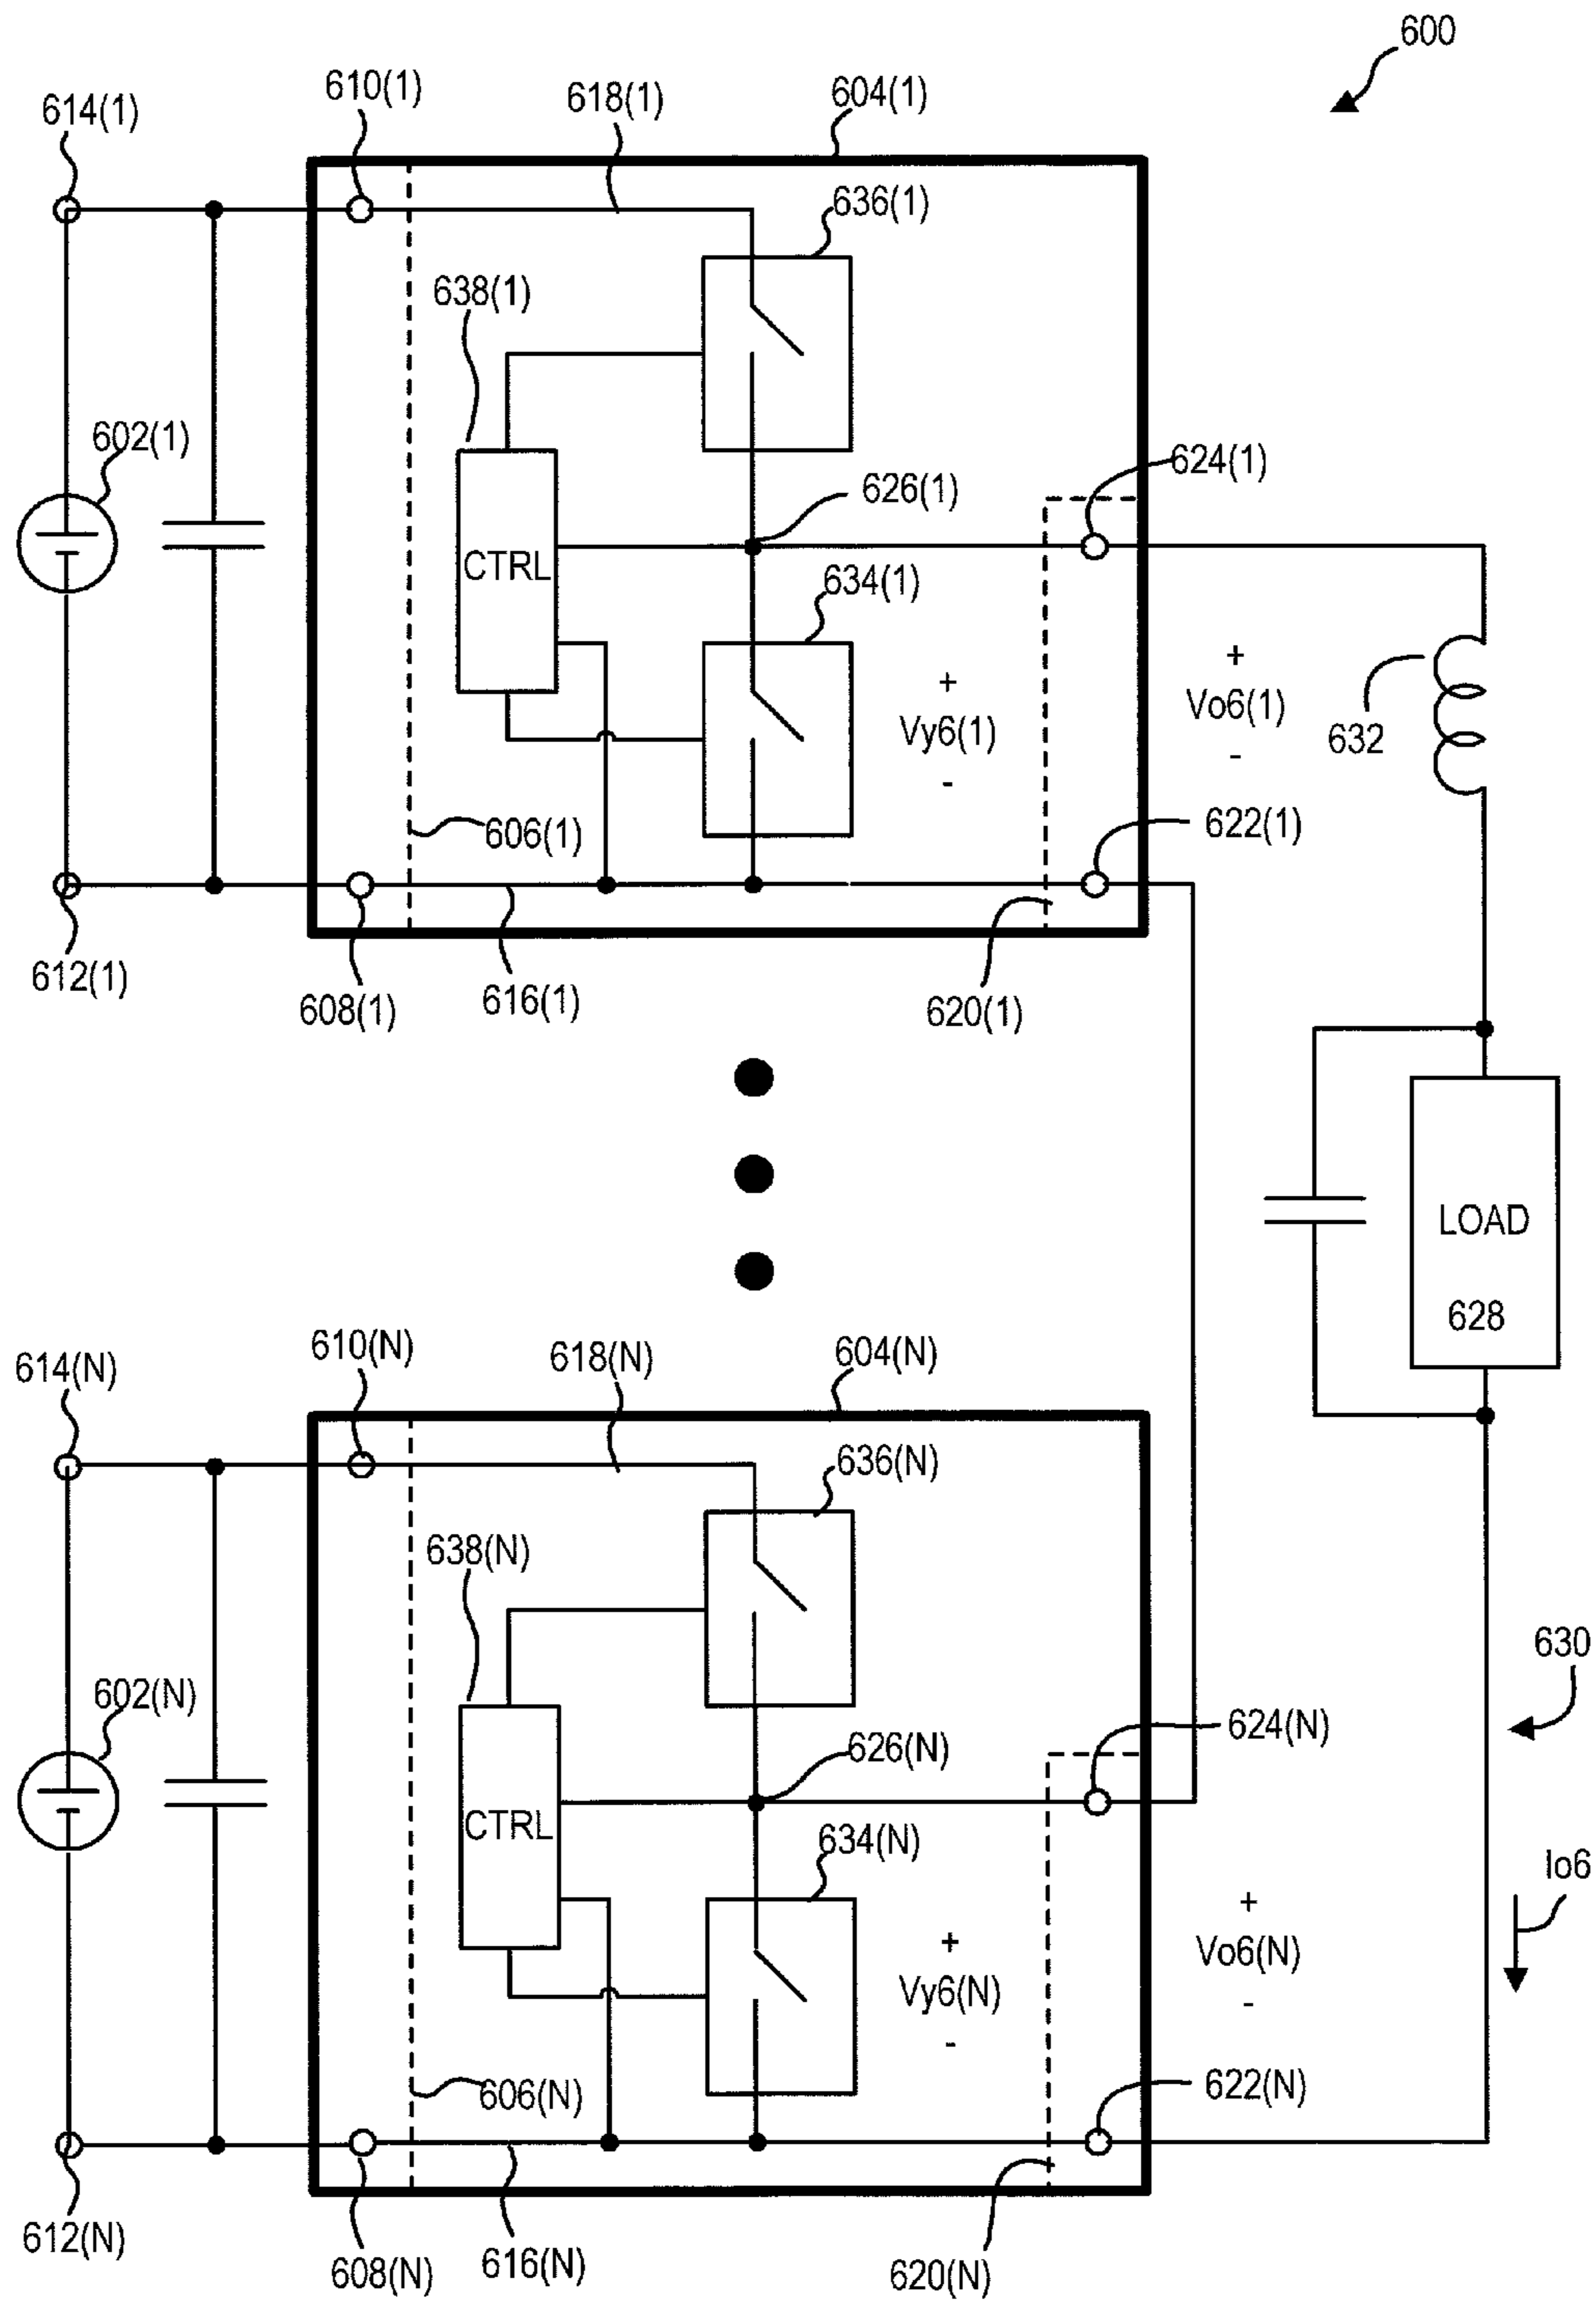 600
614(1)
610(1)
618(1)
604(1)
636(1)
638(1)
602(1)
624(1)
626(1)
CTRL
634(1)
+
Vy6(1)
-
+
Vo6(1)
-
632
606(1)
622(1)
612(1)
608(1)
616(1)
620(1)
LOAD
628
614(N)
610(N)
618(N)
604(N)
636(N)
638(N)
630
602(N)
624(N)
626(N)
CTRL
634(N)
Io6
+
Vy6(N)
-
+
Vo6(N)
-
606(N)
622(N)
612(N)
608(N)
616(N)
620(N)